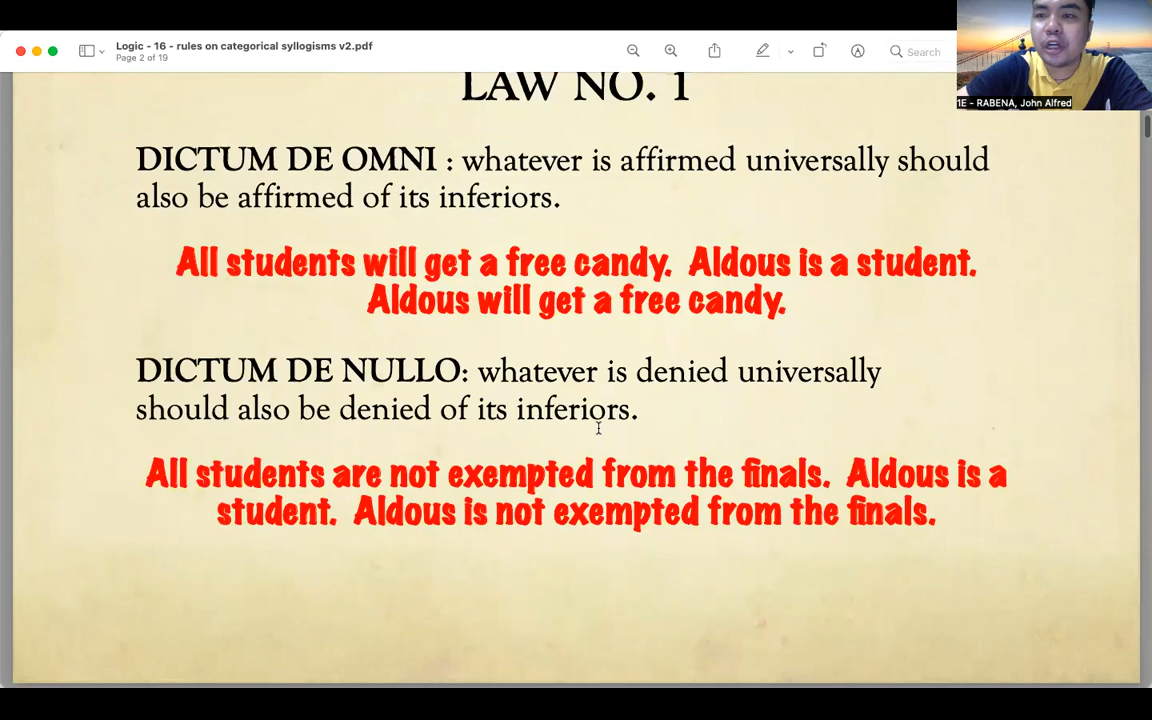 Logic - 16 - rules on categorical syllogisms v2.pdf
Page 2 of 19
Search
1E - RABENA, John Alfred
LAW NO. 1
DICTUM DE OMNI : whatever is affirmed universally should
also be affirmed of its inferiors.
All students will get a free candy. Aldous is a student.
Aldous will get a free candy.
DICTUM DE NULLO: whatever is denied universally
should also be denied of its inferiors.
All students are not exempted from the finals. Aldous is a
student. Aldous is not exempted from the finals.